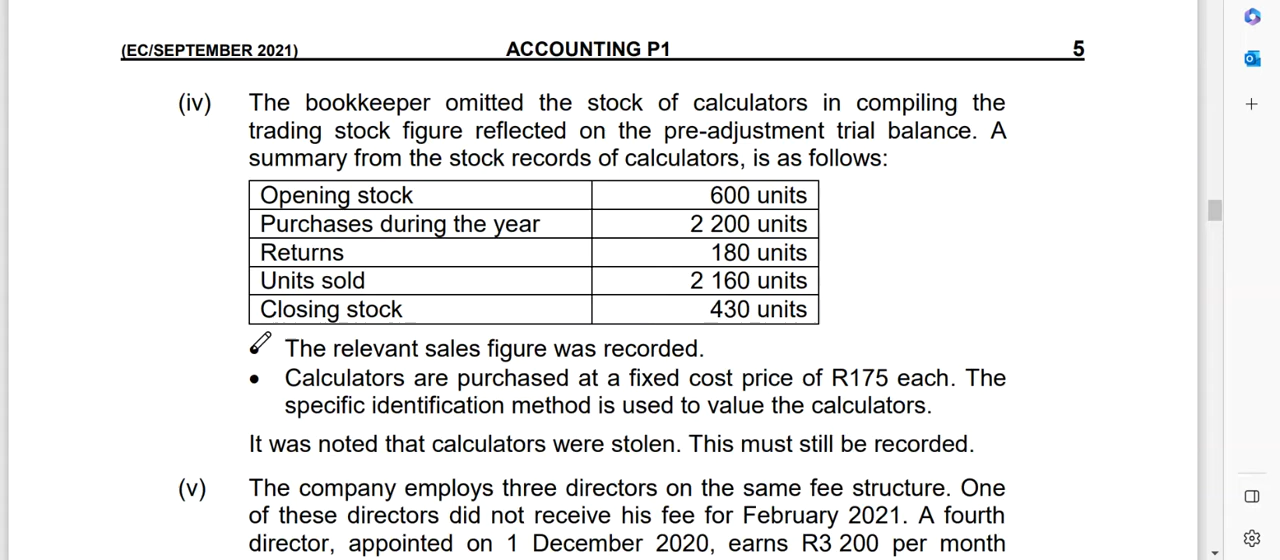 (EC/SEPTEMBER 2021) ACCOUNTING P1 5
(iv) The bookkeeper omitted the stock of calculators in compiling the
trading stock figure reflected on the pre-adjustment trial balance. A
summary from the stock records of calculators, is as follows:
Opening stock 600 units
Purchases during the year 2 200 units
Returns 180 units
Units sold 2 160 units
Closing stock 430 units
The relevant sales figure was recorded.
• Calculators are purchased at a fixed cost price of R175 each. The
specific identification method is used to value the calculators.
It was noted that calculators were stolen. This must still be recorded.
(v) The company employs three directors on the same fee structure. One
of these directors did not receive his fee for February 2021. A fourth
director, appointed on 1 December 2020, earns R3 200 per month